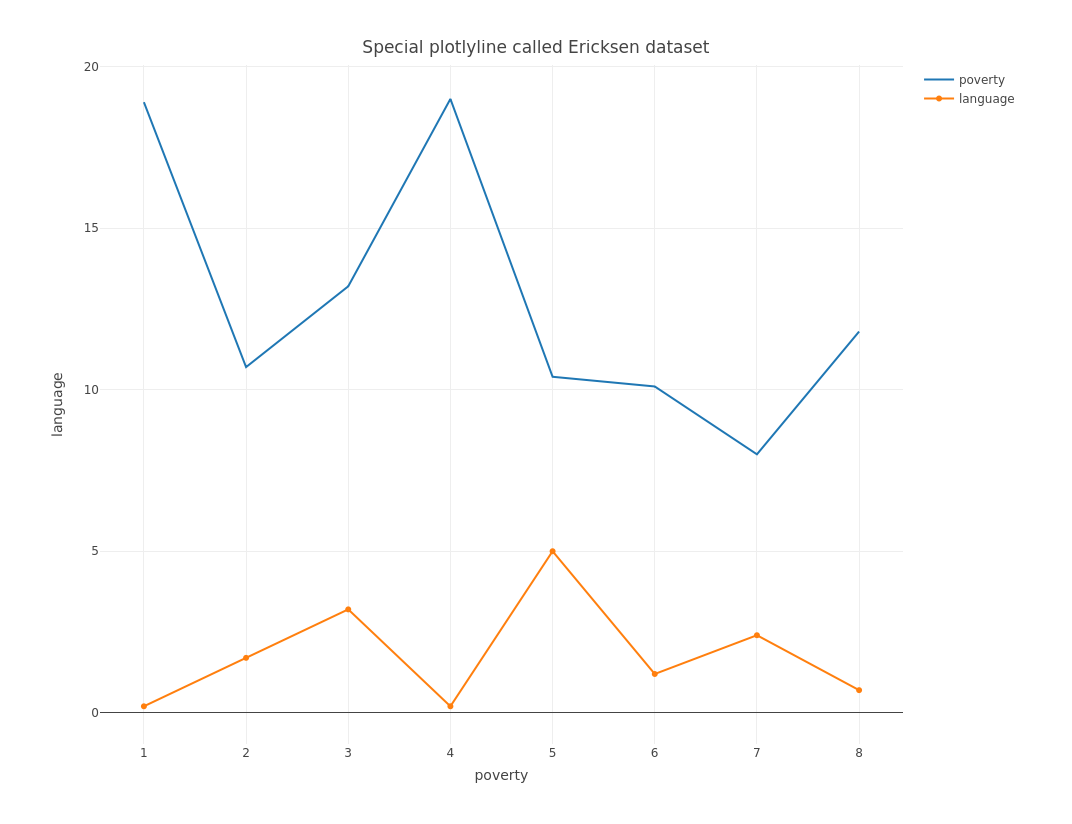 Special plotlyline called Ericksen dataset
poverty
language
20
15
10
5
0
language
1 2 3 4 5 6 7 8
poverty